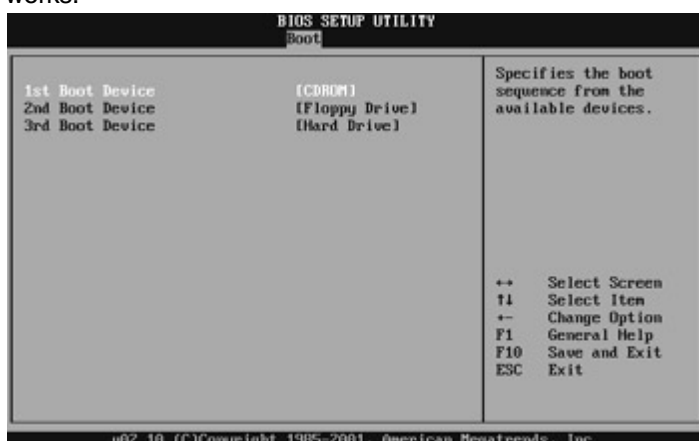 works.
BIOS SETUP UTILITY
Boot
1st Boot Device [CDROM]
2nd Boot Device [Floppy Drive]
3rd Boot Device [Hard Drive]
Specifies the boot
sequence from the
available devices.
↔ Select Screen
↑↓ Select Item
+- Change Option
F1 General Help
F10 Save and Exit
ESC Exit
v02.10 (C)Copyright 1985-2001, American Megatrends, Inc.